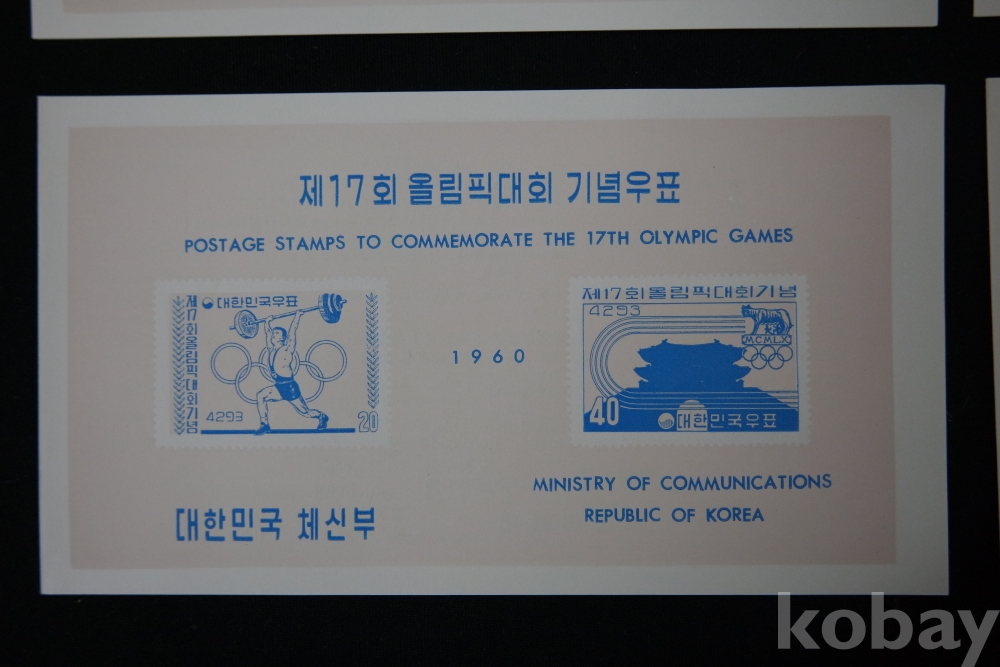 제17회 올림픽대회 기념우표
POSTAGE STAMPS TO COMMEMORATE THE 17TH OLYMPIC GAMES
제17회올림픽대회기념
대한민국우표
4293
20
1960
제17회올림픽대회기념
4293
MCMLX
40
대한민국우표
대한민국 체신부
MINISTRY OF COMMUNICATIONS
REPUBLIC OF KOREA
kobay